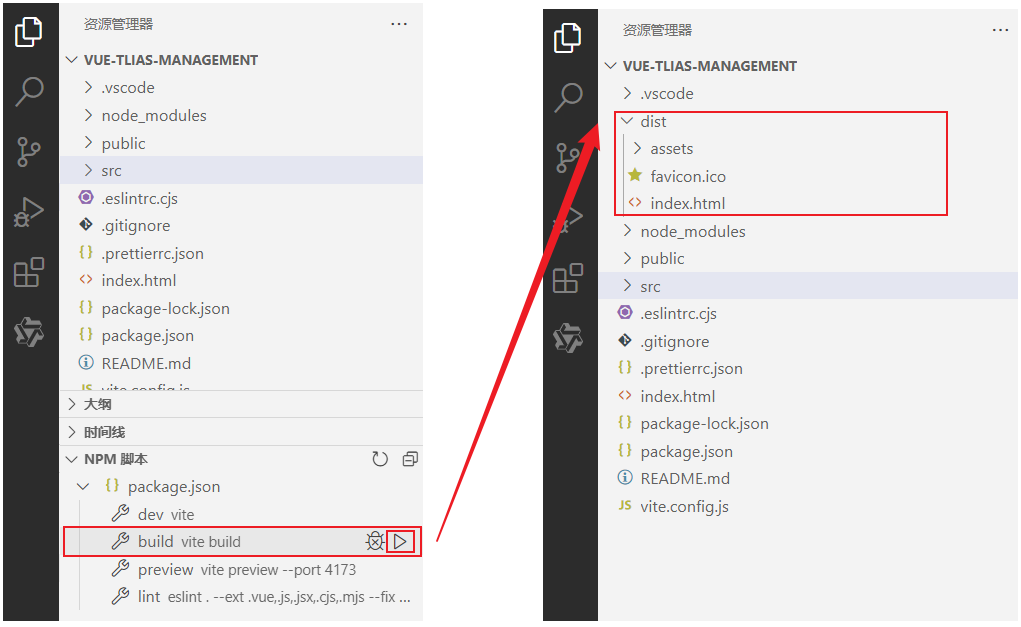 资源管理器
VUE-TLIAS-MANAGEMENT
.vscode
node_modules
public
src
.eslintrc.cjs
.gitignore
.prettierrc.json
index.html
package-lock.json
package.json
README.md
JS vite.config.js
大纲
时间线
NPM 脚本
package.json
dev vite
build vite build
preview vite preview --port 4173
lint eslint . --ext .vue,.js,.jsx,.cjs,.mjs --fix ...
资源管理器
VUE-TLIAS-MANAGEMENT
.vscode
dist
assets
favicon.ico
index.html
node_modules
public
src
.eslintrc.cjs
.gitignore
.prettierrc.json
index.html
package-lock.json
package.json
README.md
JS vite.config.js